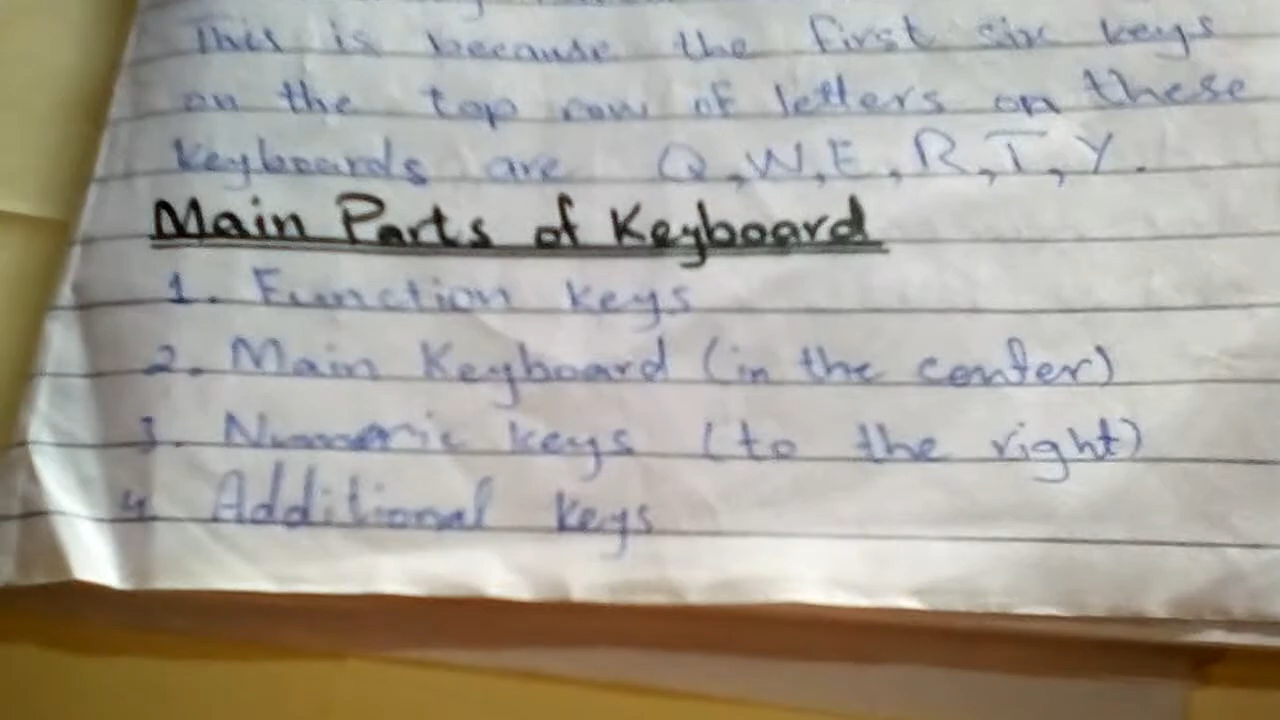 This is because the first six keys
on the top row of letters on these
keyboards are Q, W, E, R, T, Y.
Main Parts of Keyboard
1. Function keys
2. Main Keyboard (in the center)
3. Numeric keys (to the right)
4. Additional keys